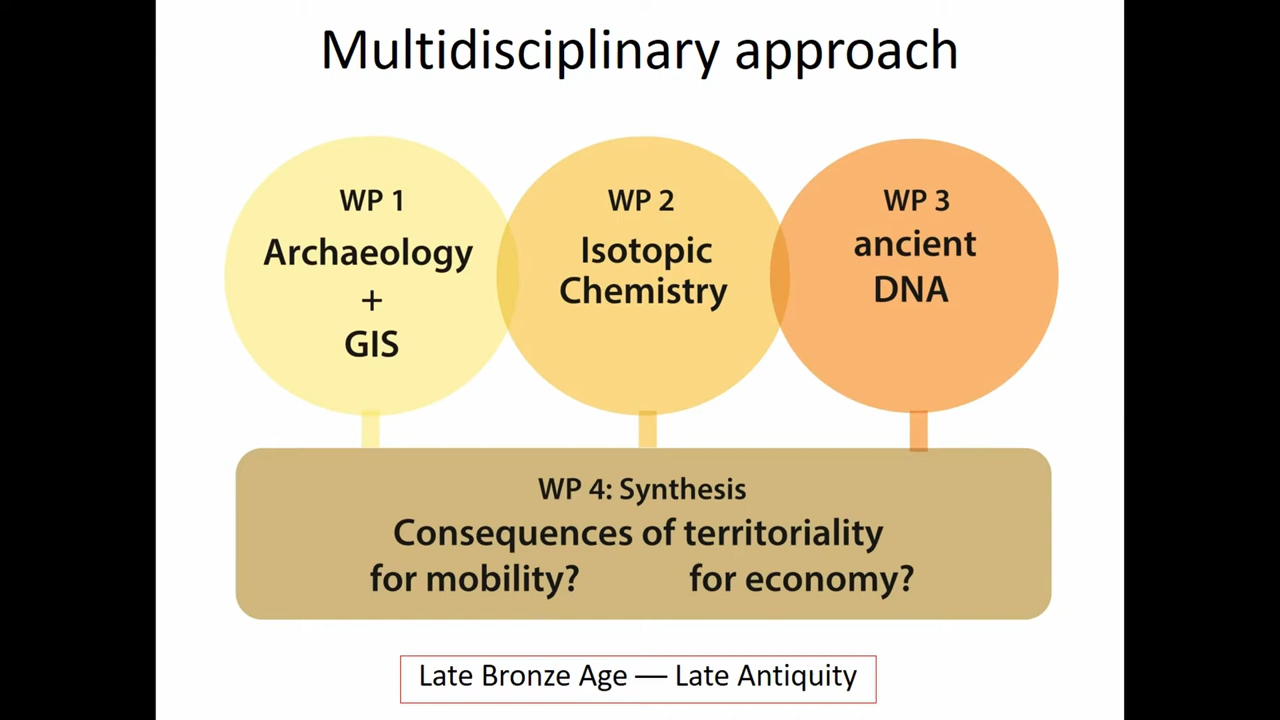 Multidisciplinary approach
WP 1
Archaeology
+
GIS
WP 2
Isotopic
Chemistry
WP 3
ancient
DNA
WP 4: Synthesis
Consequences of territoriality
for mobility? for economy?
Late Bronze Age — Late Antiquity